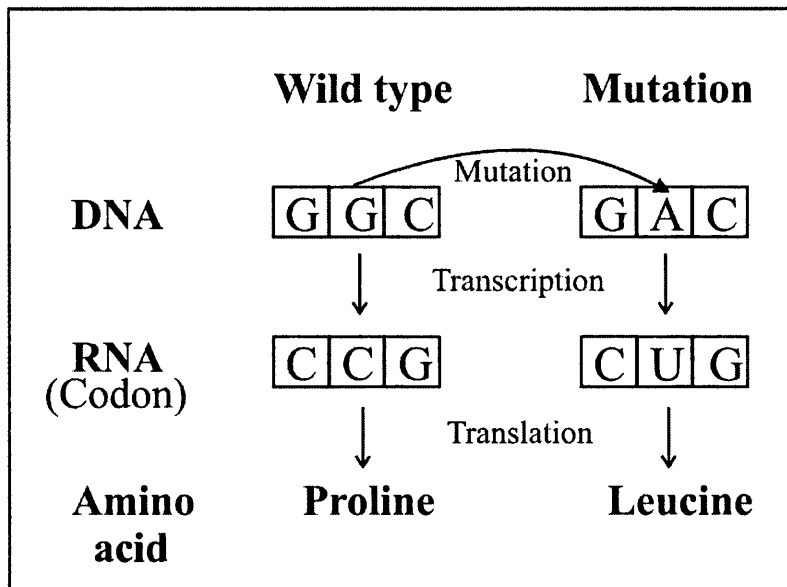 Wild type Mutation
Mutation
DNA G G C G A C
Transcription
RNA C C G C U G
(Codon)
Translation
Amino Proline Leucine
acid